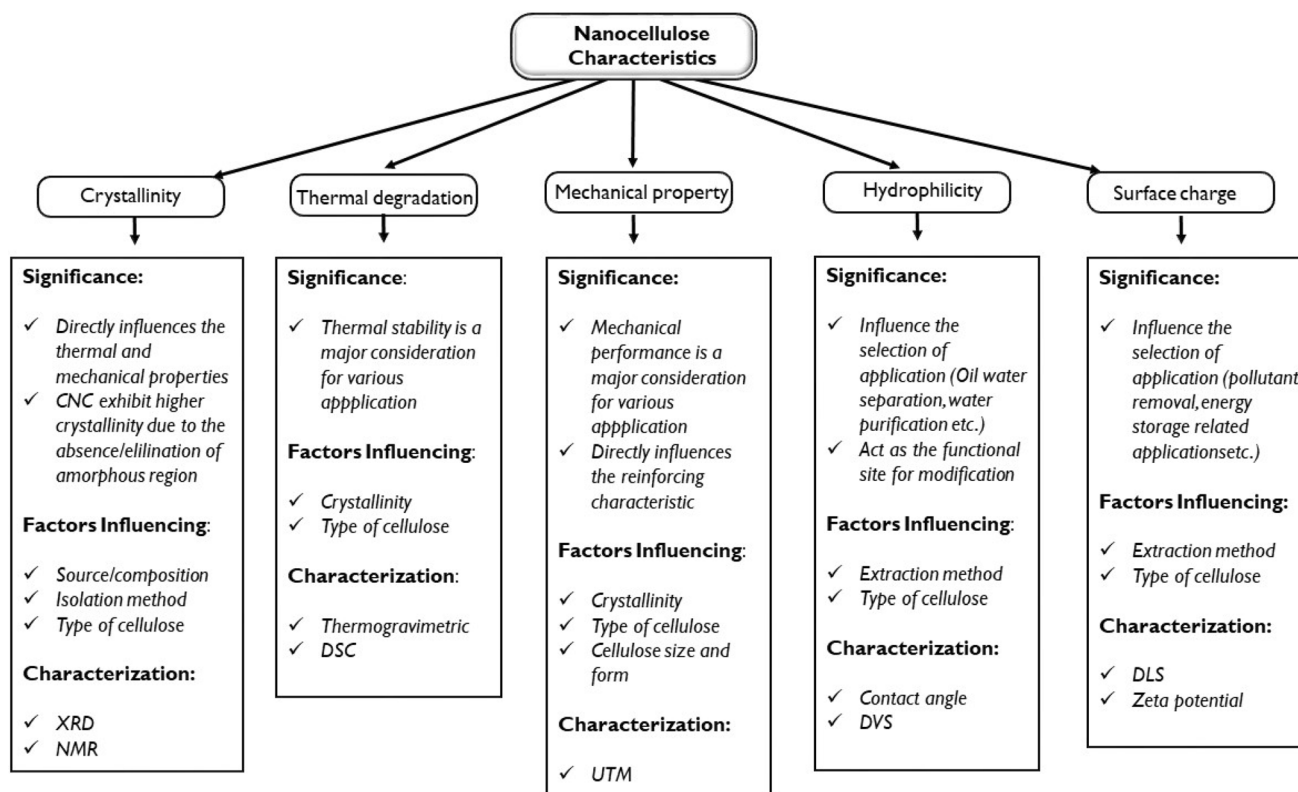 Nanocellulose
Characteristics
Crystallinity
Thermal degradation
Mechanical property
Hydrophilicity
Surface charge
Significance:
✓ Directly influences the
thermal and
mechanical properties
✓ CNC exhibit higher
crystallinity due to the
absence/elilination of
amorphous region
Factors Influencing:
✓ Source/composition
✓ Isolation method
✓ Type of cellulose
Characterization:
✓ XRD
✓ NMR
Significance:
✓ Thermal stability is a
major consideration
for various
appplication
Factors Influencing:
✓ Crystallinity
✓ Type of cellulose
Characterization:
✓ Thermogravimetric
✓ DSC
Significance:
✓ Mechanical
performance is a
major consideration
for various
appplication
✓ Directly influences
the reinforcing
characteristic
Factors Influencing:
✓ Crystallinity
✓ Type of cellulose
✓ Cellulose size and
form
Characterization:
✓ UTM
Significance:
✓ Influence the
selection of
application (Oil water
separation, water
purification etc.)
✓ Act as the functional
site for modification
Factors Influencing:
✓ Extraction method
✓ Type of cellulose
Characterization:
✓ Contact angle
✓ DVS
Significance:
✓ Influence the
selection of
application (pollutant
removal, energy
storage related
applicationsetc.)
Factors Influencing:
✓ Extraction method
✓ Type of cellulose
Characterization:
✓ DLS
✓ Zeta potential